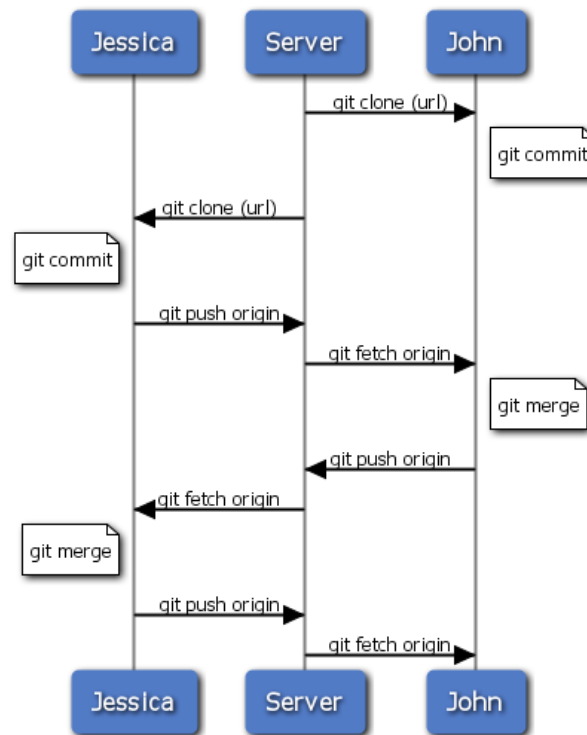 Jessica
Server
John
git clone (url)
git commit
git clone (url)
git commit
git push origin
git fetch origin
git merge
git push origin
git fetch origin
git merge
git push origin
git fetch origin
Jessica
Server
John